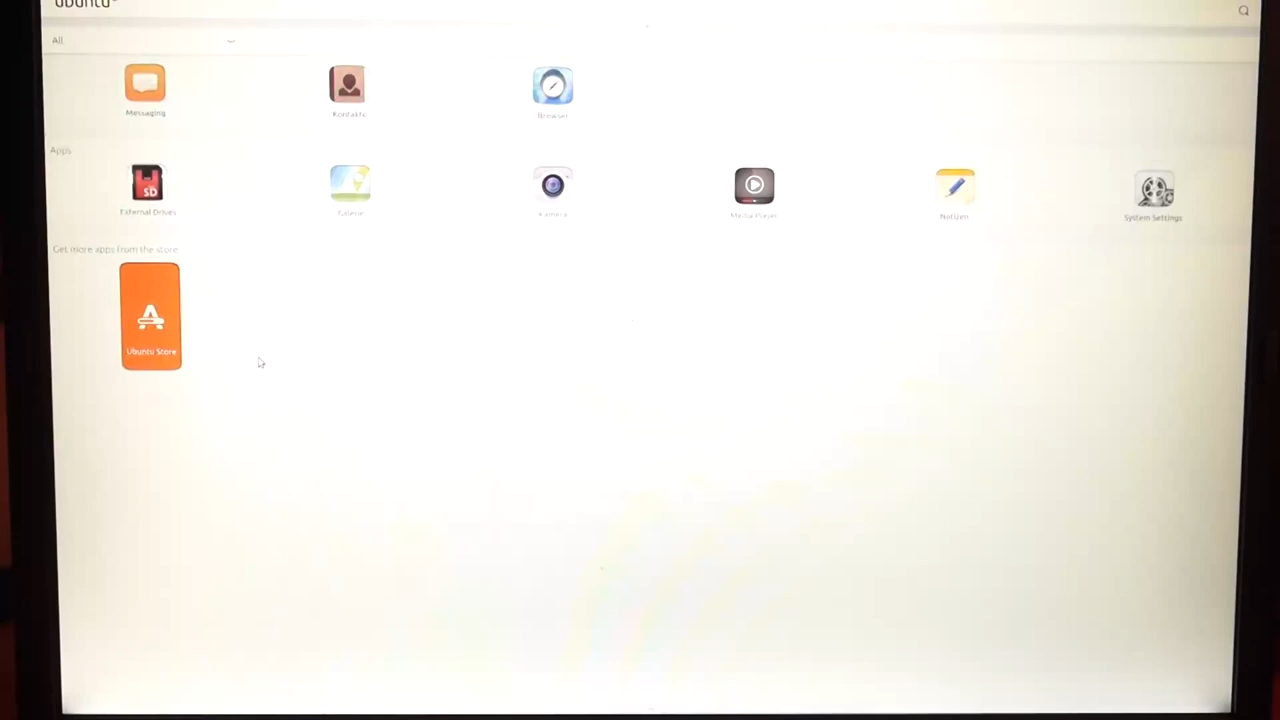 ubuntu®
All
Messaging
Kontakte
Browser
Apps
SD
External Drives
Galerie
Kamera
Media Player
Notizen
System Settings
Get more apps from the store
Ubuntu Store